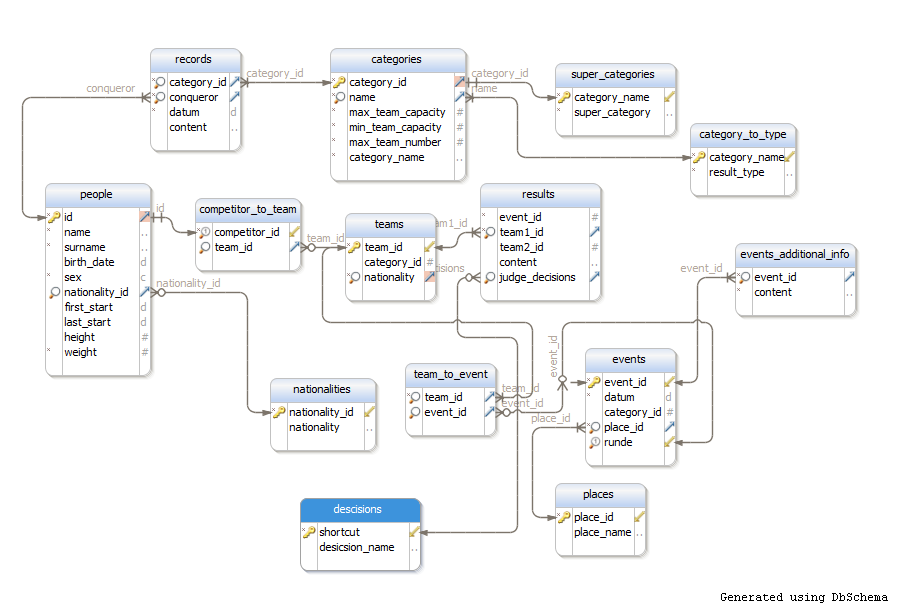 records
category_id
conqueror
datum
content
categories
category_id
name
max_team_capacity
min_team_capacity
max_team_number
category_name
super_categories
category_name
super_category
category_to_type
category_name
result_type
conqueror
category_id
category_id
name
people
id
name
surname
birth_date
sex
nationality_id
first_start
last_start
height
weight
id
competitor_to_team
competitor_id
team_id
team_id
teams
team_id
category_id
nationality
results
event_id
team1_id
team2_id
content
judge_decisions
events_additional_info
event_id
content
event_id
nationality_id
nationalities
nationality_id
nationality
team_to_event
team_id
event_id
team_id
event_id
event_id
place_id
events
event_id
datum
category_id
place_id
runde
places
place_id
place_name
descisions
shortcut
desicsion_name
Generated using DbSchema